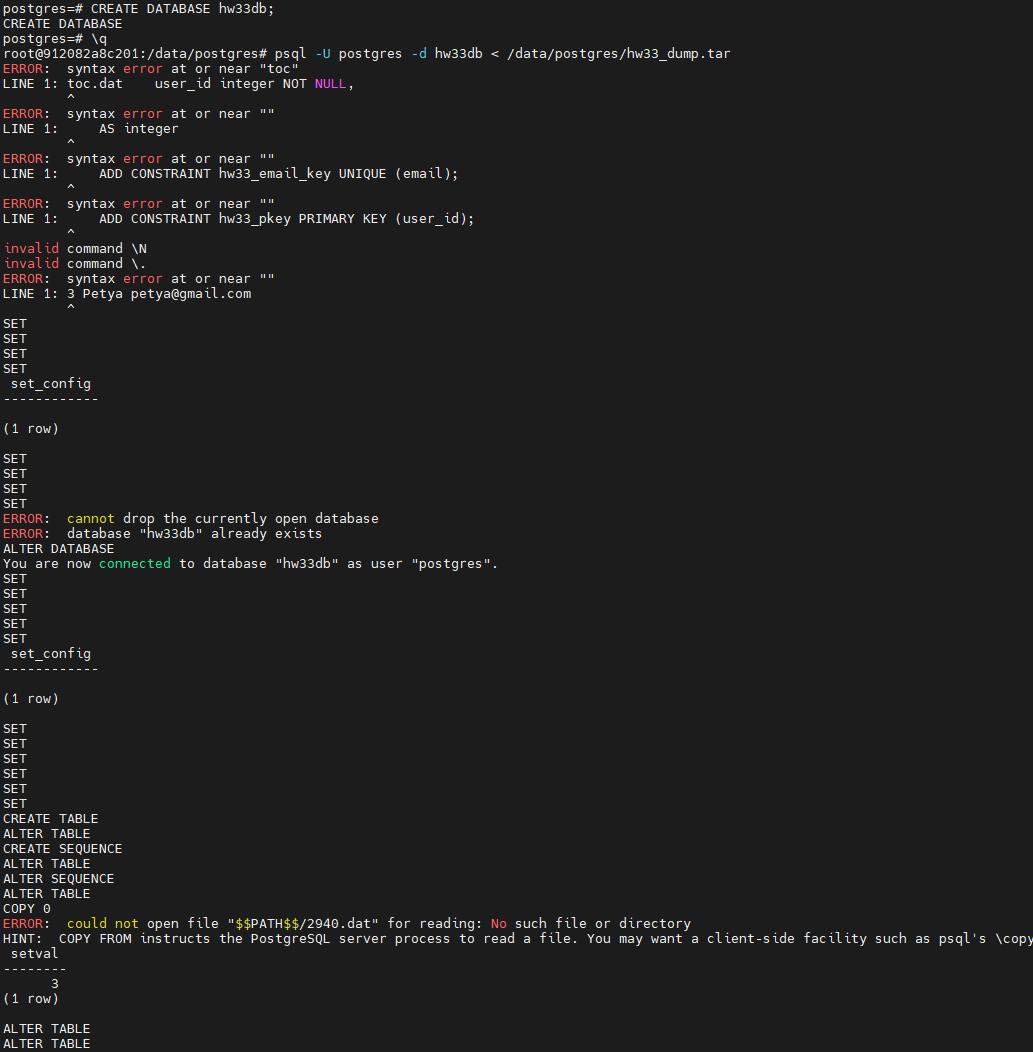 postgres=# CREATE DATABASE hw33db;
CREATE DATABASE
postgres=# \q
root@912082a8c201:/data/postgres# psql -U postgres -d hw33db < /data/postgres/hw33_dump.tar
ERROR:  syntax error at or near "toc"
LINE 1: toc.dat    user_id integer NOT NULL,
        ^
ERROR:  syntax error at or near ""
LINE 1:     AS integer
        ^
ERROR:  syntax error at or near ""
LINE 1:     ADD CONSTRAINT hw33_email_key UNIQUE (email);
        ^
ERROR:  syntax error at or near ""
LINE 1:     ADD CONSTRAINT hw33_pkey PRIMARY KEY (user_id);
        ^
invalid command \N
invalid command \.
ERROR:  syntax error at or near ""
LINE 1: 3 Petya petya@gmail.com
        ^
SET
SET
SET
SET
 set_config
------------

(1 row)

SET
SET
SET
SET
ERROR:  cannot drop the currently open database
ERROR:  database "hw33db" already exists
ALTER DATABASE
You are now connected to database "hw33db" as user "postgres".
SET
SET
SET
SET
SET
 set_config
------------

(1 row)

SET
SET
SET
SET
SET
SET
CREATE TABLE
ALTER TABLE
CREATE SEQUENCE
ALTER TABLE
ALTER SEQUENCE
ALTER TABLE
COPY 0
ERROR:  could not open file "$$PATH$$/2940.dat" for reading: No such file or directory
HINT:  COPY FROM instructs the PostgreSQL server process to read a file. You may want a client-side facility such as psql's \copy
 setval
--------
      3
(1 row)

ALTER TABLE
ALTER TABLE